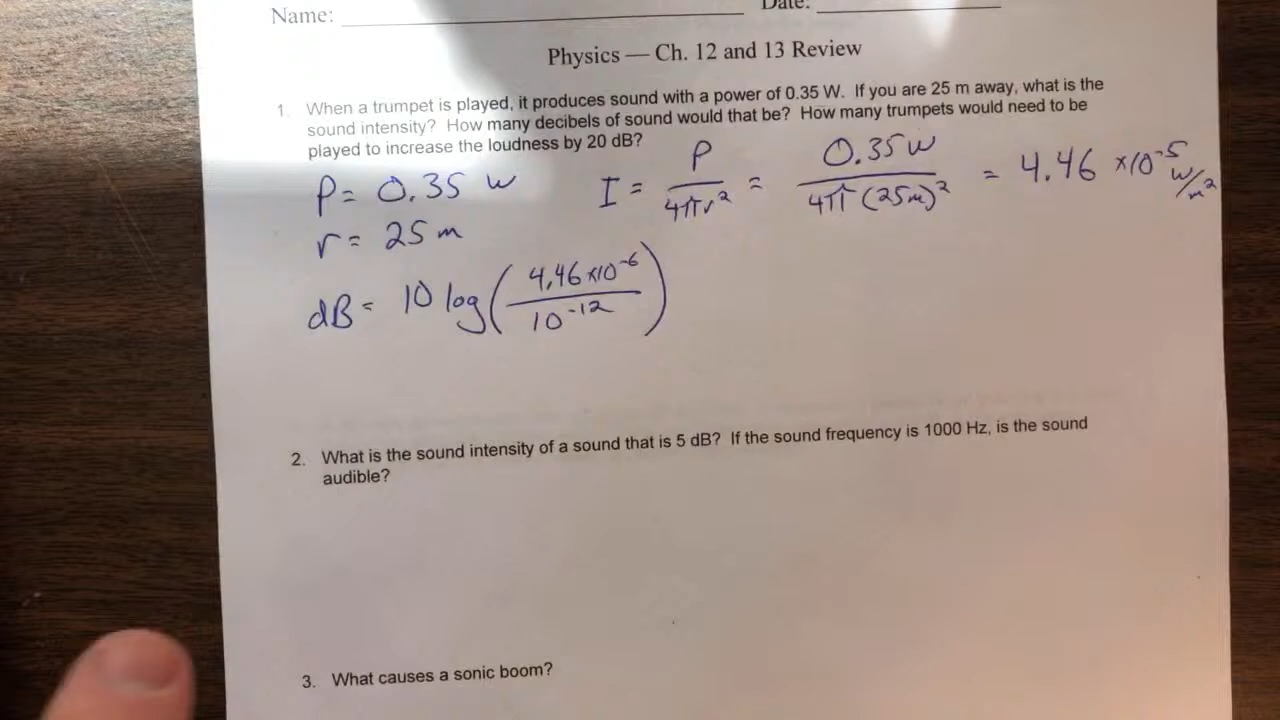 Name: ____ Date: ____
Physics — Ch. 12 and 13 Review
1. When a trumpet is played, it produces sound with a power of 0.35 W. If you are 25 m away, what is the
sound intensity? How many decibels of sound would that be? How many trumpets would need to be
played to increase the loudness by 20 dB?
P = 0.35 W
I = P / 4πr² = 0.35 W / 4π (25m)² = 4.46 ×10⁻⁵ W/m²
r = 25 m
dB = 10 log ( 4.46 ×10⁻⁶ / 10⁻¹² )
2. What is the sound intensity of a sound that is 5 dB? If the sound frequency is 1000 Hz, is the sound
audible?
3. What causes a sonic boom?